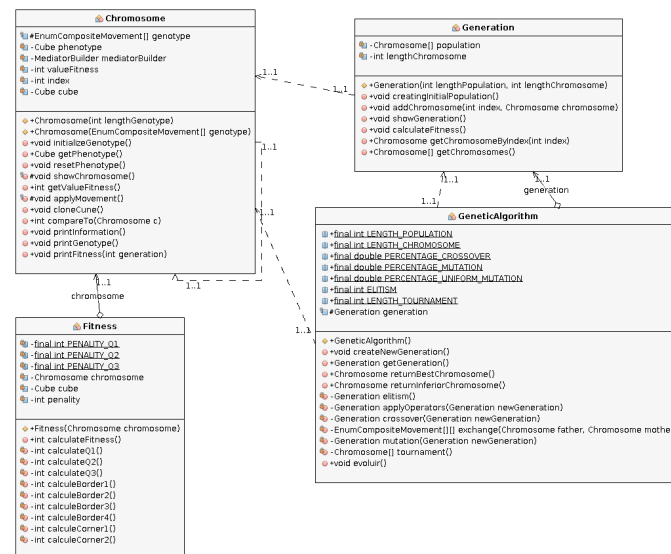 Chromosome
#EnumCompositeMovement[] genotype
-Cube phenotype
-MediatorBuilder mediatorBuilder
-int valueFitness
-int index
-Cube cube
+Chromosome(int lengthGenotype)
+Chromosome(EnumCompositeMovement[] genotype)
+void initializeGenotype()
+Cube getPhenotype()
+void resetPhenotype()
#void showChromosome()
+int getValueFitness()
#void applyMovement()
+void cloneCune()
+int compareTo(Chromosome c)
+void printInformation()
+void printGenotype()
+void printFitness(int generation)
Generation
-Chromosome[] population
-int lengthChromosome
+Generation(int lengthPopulation, int lengthChromosome)
+void creatingInitialPopulation()
+void addChromosome(int index, Chromosome chromosome)
+void showGeneration()
+void calculateFitness()
+Chromosome getChromosomeByIndex(int index)
+Chromosome[] getChromosomes()
1..1
1..1
1..1
1..1
1..1
1..1
1..1
1..1
1..1
generation
GeneticAlgorithm
+final int LENGTH_POPULATION
+final int LENGTH_CHROMOSOME
+final double PERCENTAGE_CROSSOVER
+final double PERCENTAGE_MUTATION
+final double PERCENTAGE_UNIFORM_MUTATION
+final int ELITISM
+final int LENGTH_TOURNAMENT
#Generation generation
+GeneticAlgorithm()
+void createNewGeneration()
+Generation getGeneration()
+Chromosome returnBestChromosome()
+Chromosome returnInferiorChromosome()
-Generation elitism()
-Generation applyOperators(Generation newGeneration)
-Generation crossover(Generation newGeneration)
-EnumCompositeMovement[][] exchange(Chromosome father, Chromosome mothe
-Generation mutation(Generation newGeneration)
-Chromosome[] tournament()
+void evoluir()
1..1
chromosome
Fitness
-final int PENALITY_Q1
-final int PENALITY_Q2
-final int PENALITY_Q3
-Chromosome chromosome
-Cube cube
-int penality
+Fitness(Chromosome chromosome)
+int calculateFitness()
-int calculateQ1()
-int calculateQ2()
-int calculateQ3()
-int calculeBorder1()
-int calculeBorder2()
-int calculeBorder3()
-int calculeBorder4()
-int calculeCorner1()
-int calculeCorner2()